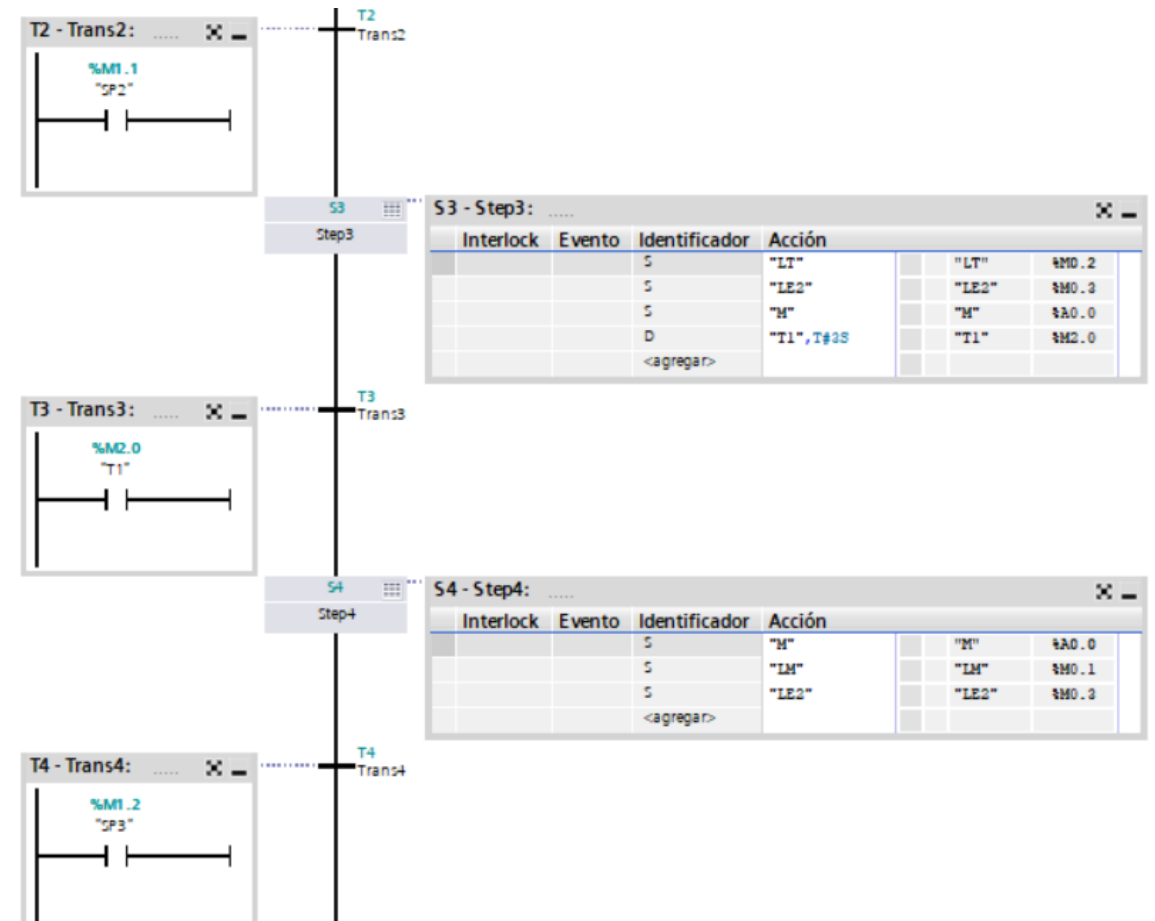 T2 - Trans2: .....
T2
Trans2
%M1.1
"SP2"
S3
Step3
S3 - Step3: .....
Interlock Evento Identificador Acción
S "LT" "LT" %M0.2
S "LE2" "LE2" %M0.3
S "M" "M" %A0.0
D "T1",T#3S "T1" %M2.0
<agregar>
T3 - Trans3: .....
T3
Trans3
%M2.0
"T1"
S4
Step4
S4 - Step4: .....
Interlock Evento Identificador Acción
S "M" "M" %A0.0
S "LM" "LM" %M0.1
S "LE2" "LE2" %M0.3
<agregar>
T4 - Trans4: .....
T4
Trans4
%M1.2
"SP3"